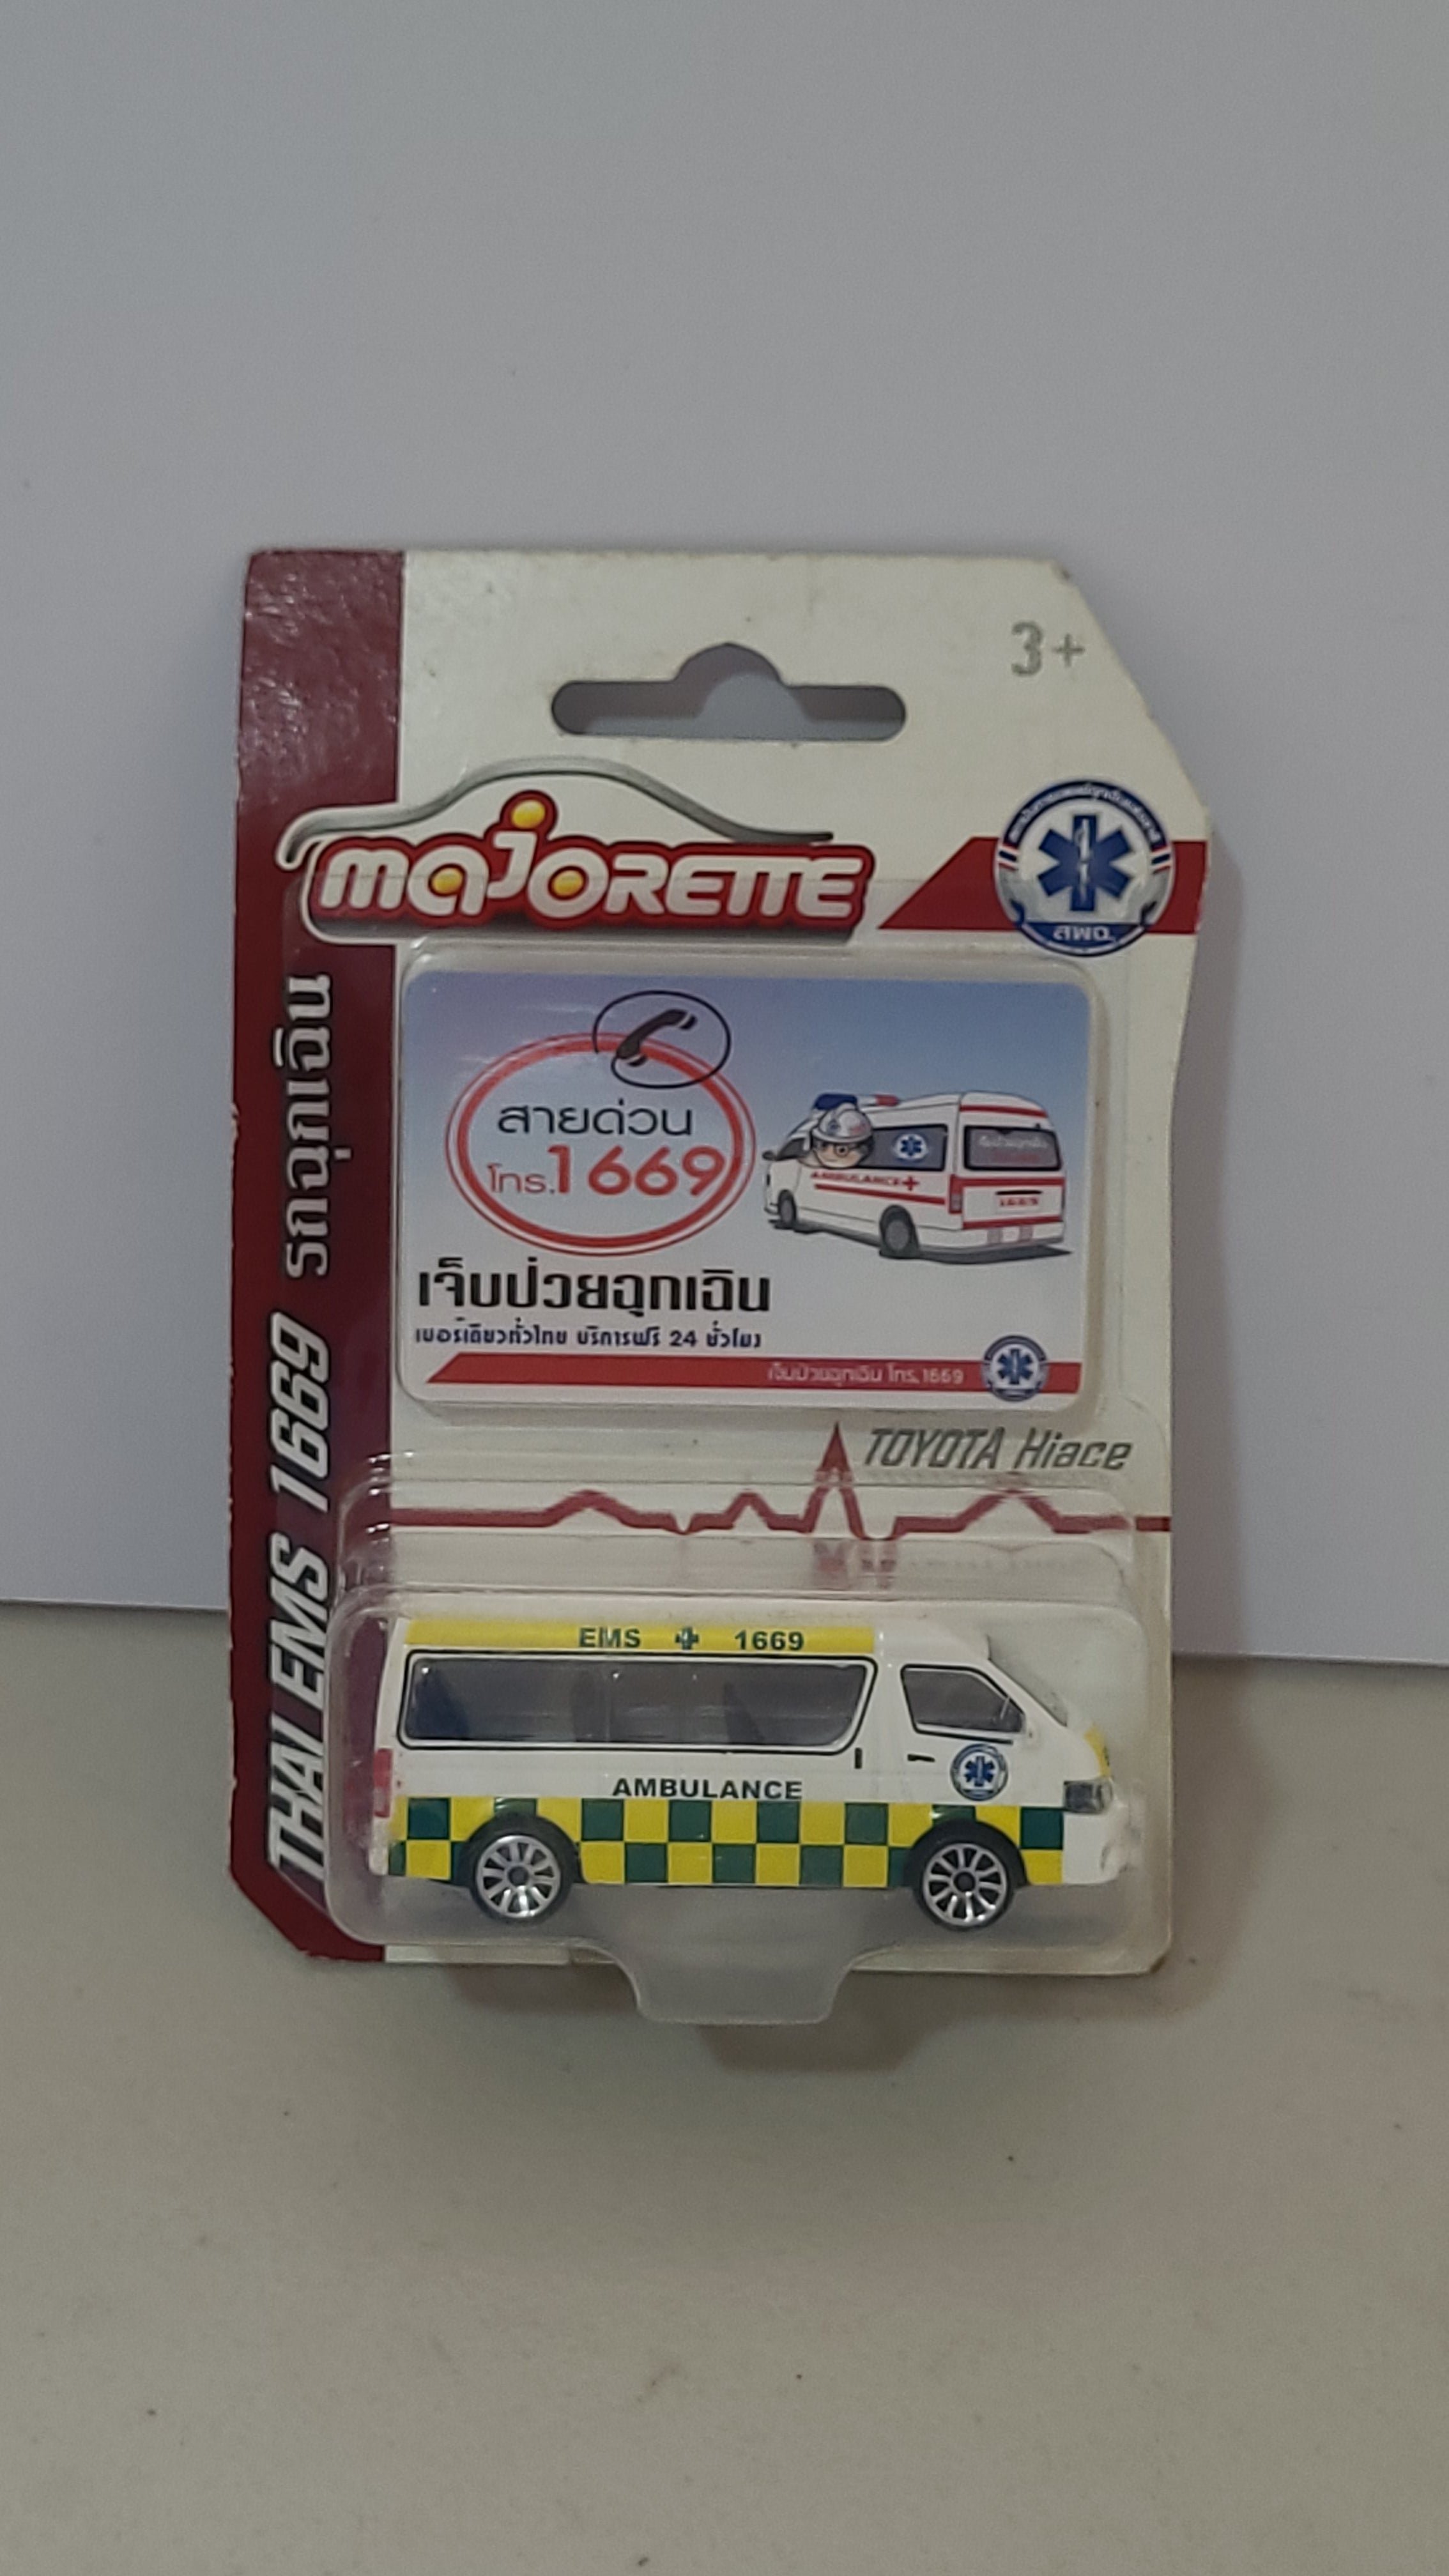 3+
majorette
สพฉ.
สายด่วน
โทร.1669
AMBULANCE
เจ็บป่วยฉุกเฉิน
เบอร์เดียวทั่วไทย บริการฟรี 24 ชั่วโมง
เจ็บป่วยฉุกเฉิน โทร.1669
TOYOTA Hiace
THAI EMS 1669 รถฉุกเฉิน
EMS 1669
AMBULANCE